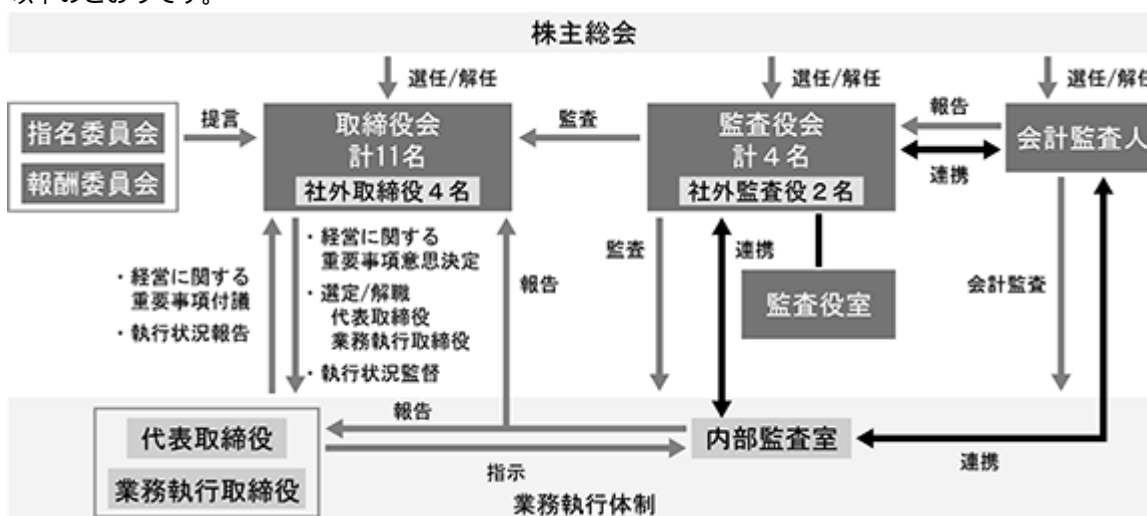 以下のとおりです。
株主総会
選任/解任
選任/解任
選任/解任
指名委員会
報酬委員会
提言
取締役会
計11名
社外取締役4名
監査
監査役会
計4名
社外監査役2名
報告
連携
会計監査人
・経営に関する
重要事項付議
・執行状況報告
・経営に関する
重要事項意思決定
・選定/解職
代表取締役
業務執行取締役
・執行状況監督
報告
監査
連携
監査役室
会計監査
代表取締役
業務執行取締役
報告
指示
内部監査室
連携
業務執行体制